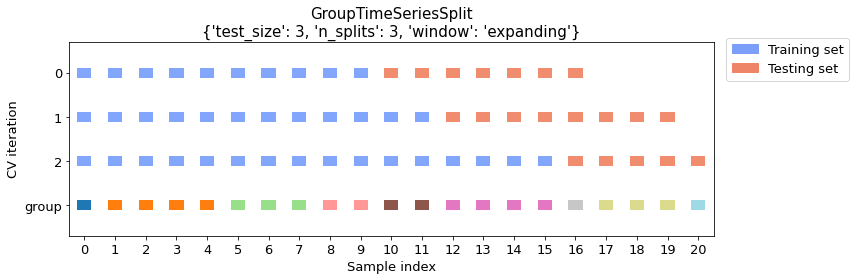 GroupTimeSeriesSplit
{'test_size': 3, 'n_splits': 3, 'window': 'expanding'}
Training set
Testing set
CV iteration
0
1
2
group
0 1 2 3 4 5 6 7 8 9 10 11 12 13 14 15 16 17 18 19 20
Sample index